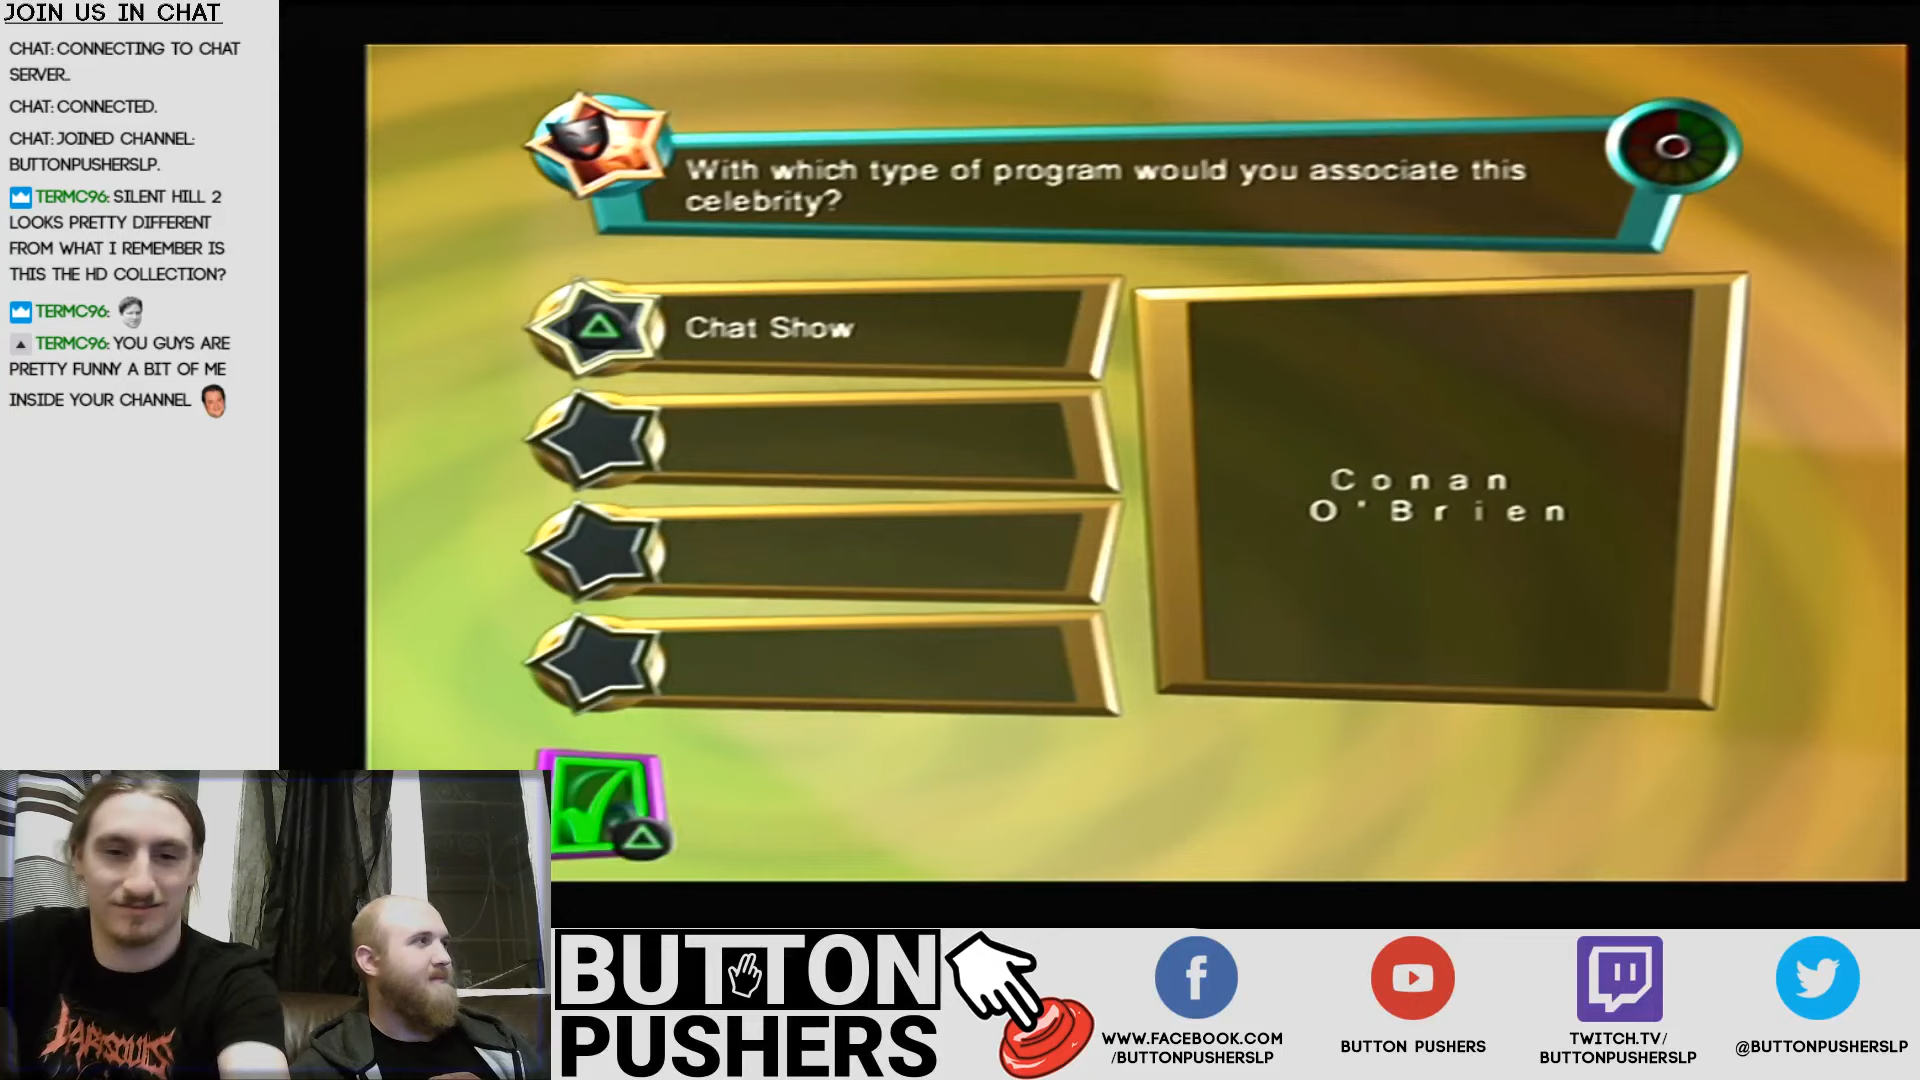 JOIN US IN CHAT
CHAT: CONNECTING TO CHAT
SERVER..
CHAT: CONNECTED.
CHAT: JOINED CHANNEL:
BUTTONPUSHERSLP.
TERMC96: SILENT HILL 2
LOOKS PRETTY DIFFERENT
FROM WHAT I REMEMBER IS
THIS THE HD COLLECTION?
TERMC96:
TERMC96: YOU GUYS ARE
PRETTY FUNNY A BIT OF ME
INSIDE YOUR CHANNEL
With which type of program would you associate this
celebrity?
Chat Show
Conan
O'Brien
DARK SOULS
BUTTON
PUSHERS
WWW.FACEBOOK.COM
/BUTTONPUSHERSLP
BUTTON PUSHERS
TWITCH.TV/
BUTTONPUSHERSLP
@BUTTONPUSHERSLP